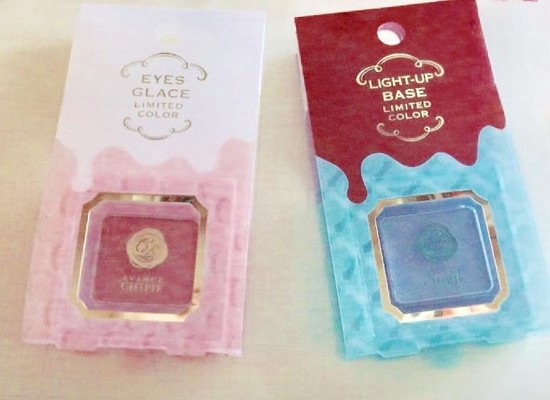 EYES
GLACE
LIMITED
COLOR
LIGHT-UP
BASE
LIMITED
COLOR